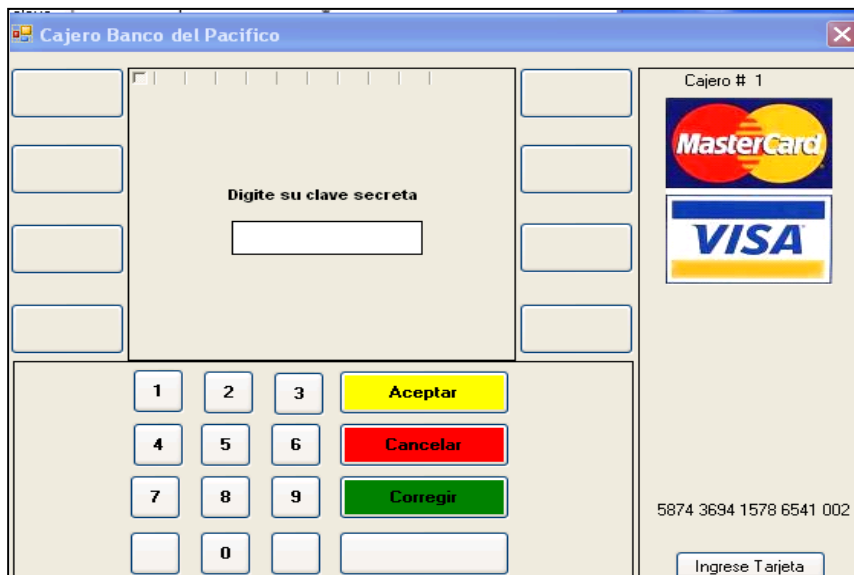 Cajero Banco del Pacifico
Cajero # 1
MasterCard
VISA
Digite su clave secreta
1 2 3 Aceptar
4 5 6 Cancelar
7 8 9 Corregir
0
5874 3694 1578 6541 002
Ingrese Tarjeta